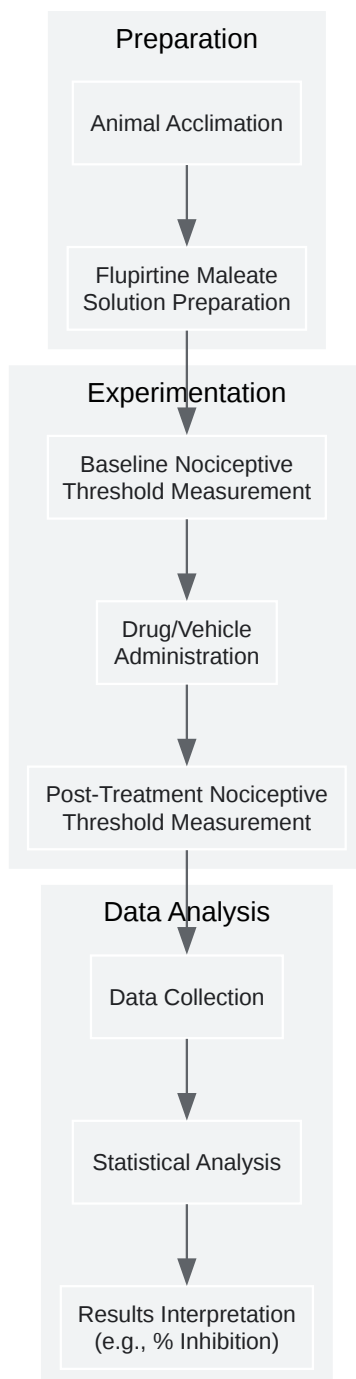 Preparation
Animal Acclimation
Flupirtine Maleate
Solution Preparation
Experimentation
Baseline Nociceptive
Threshold Measurement
Drug/Vehicle
Administration
Post-Treatment Nociceptive
Threshold Measurement
Data Analysis
Data Collection
Statistical Analysis
Results Interpretation
(e.g., % Inhibition)